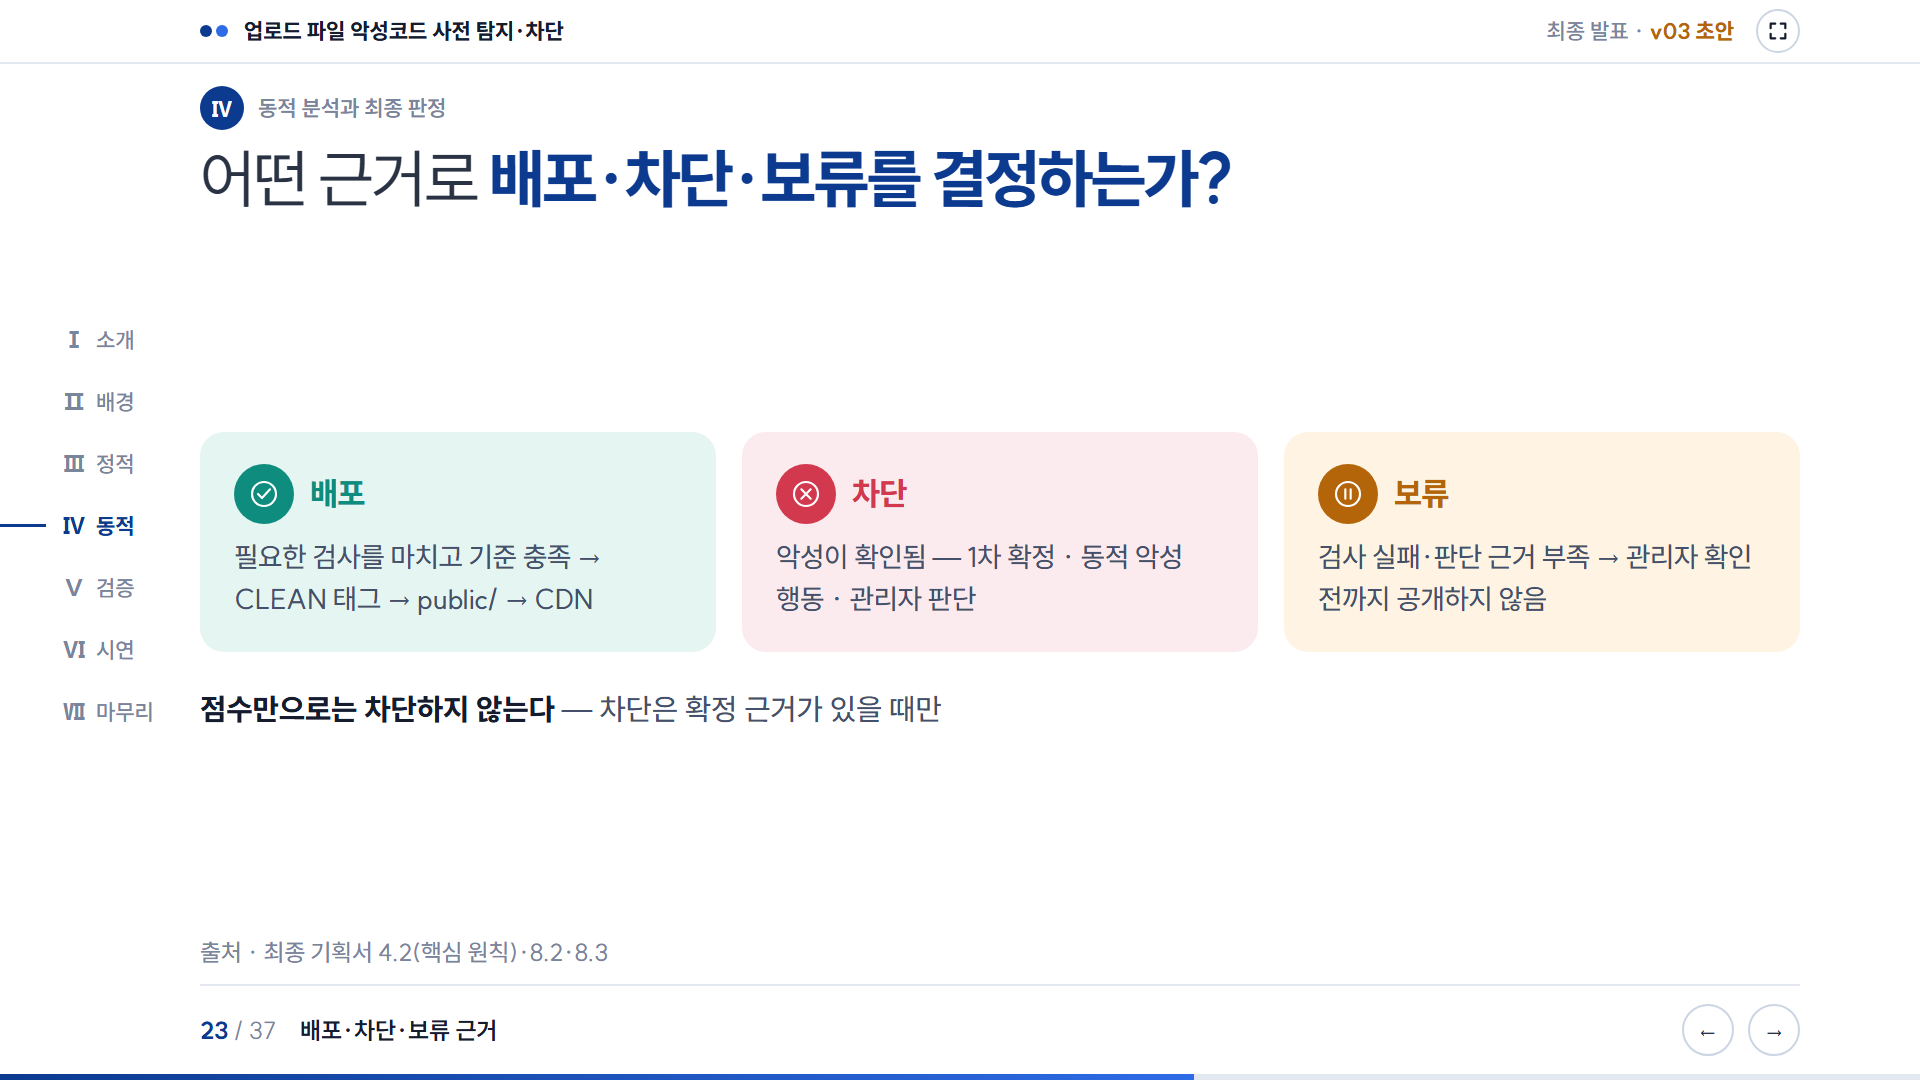 업로드 파일 악성코드 사전 탐지·차단
최종 발표 · v03 초안
Ⅳ 동적 분석과 최종 판정
어떤 근거로 배포·차단·보류를 결정하는가?
Ⅰ 소개
Ⅱ 배경
Ⅲ 정적
Ⅳ 동적
Ⅴ 검증
Ⅵ 시연
Ⅶ 마무리
배포
필요한 검사를 마치고 기준 충족 →
CLEAN 태그 → public/ → CDN
차단
악성이 확인됨 — 1차 확정 · 동적 악성
행동 · 관리자 판단
보류
검사 실패·판단 근거 부족 → 관리자 확인
전까지 공개하지 않음
점수만으로는 차단하지 않는다 — 차단은 확정 근거가 있을 때만
출처 · 최종 기획서 4.2(핵심 원칙)·8.2·8.3
23 / 37 배포·차단·보류 근거
← →